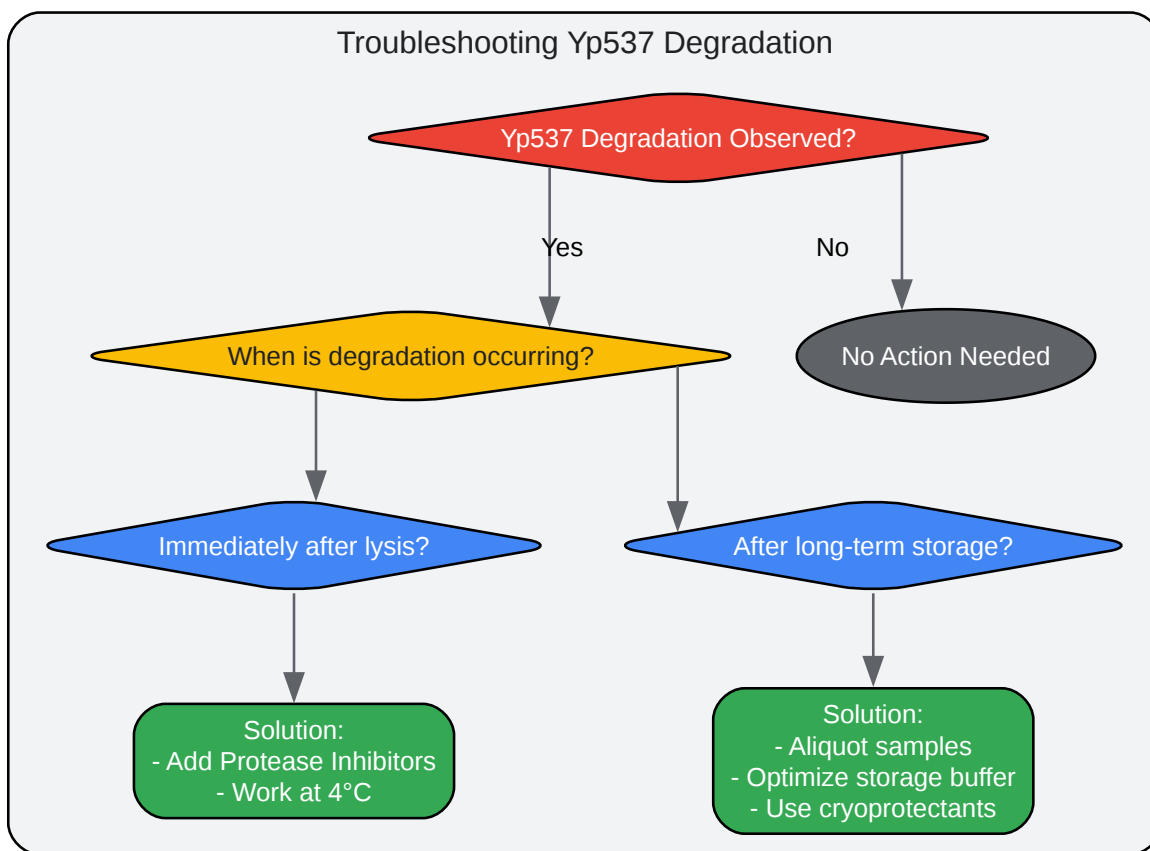 Troubleshooting Yp537 Degradation
Yp537 Degradation Observed?
Yes
No
When is degradation occurring?
No Action Needed
Immediately after lysis?
After long-term storage?
Solution:
- Add Protease Inhibitors
- Work at 4°C
Solution:
- Aliquot samples
- Optimize storage buffer
- Use cryoprotectants